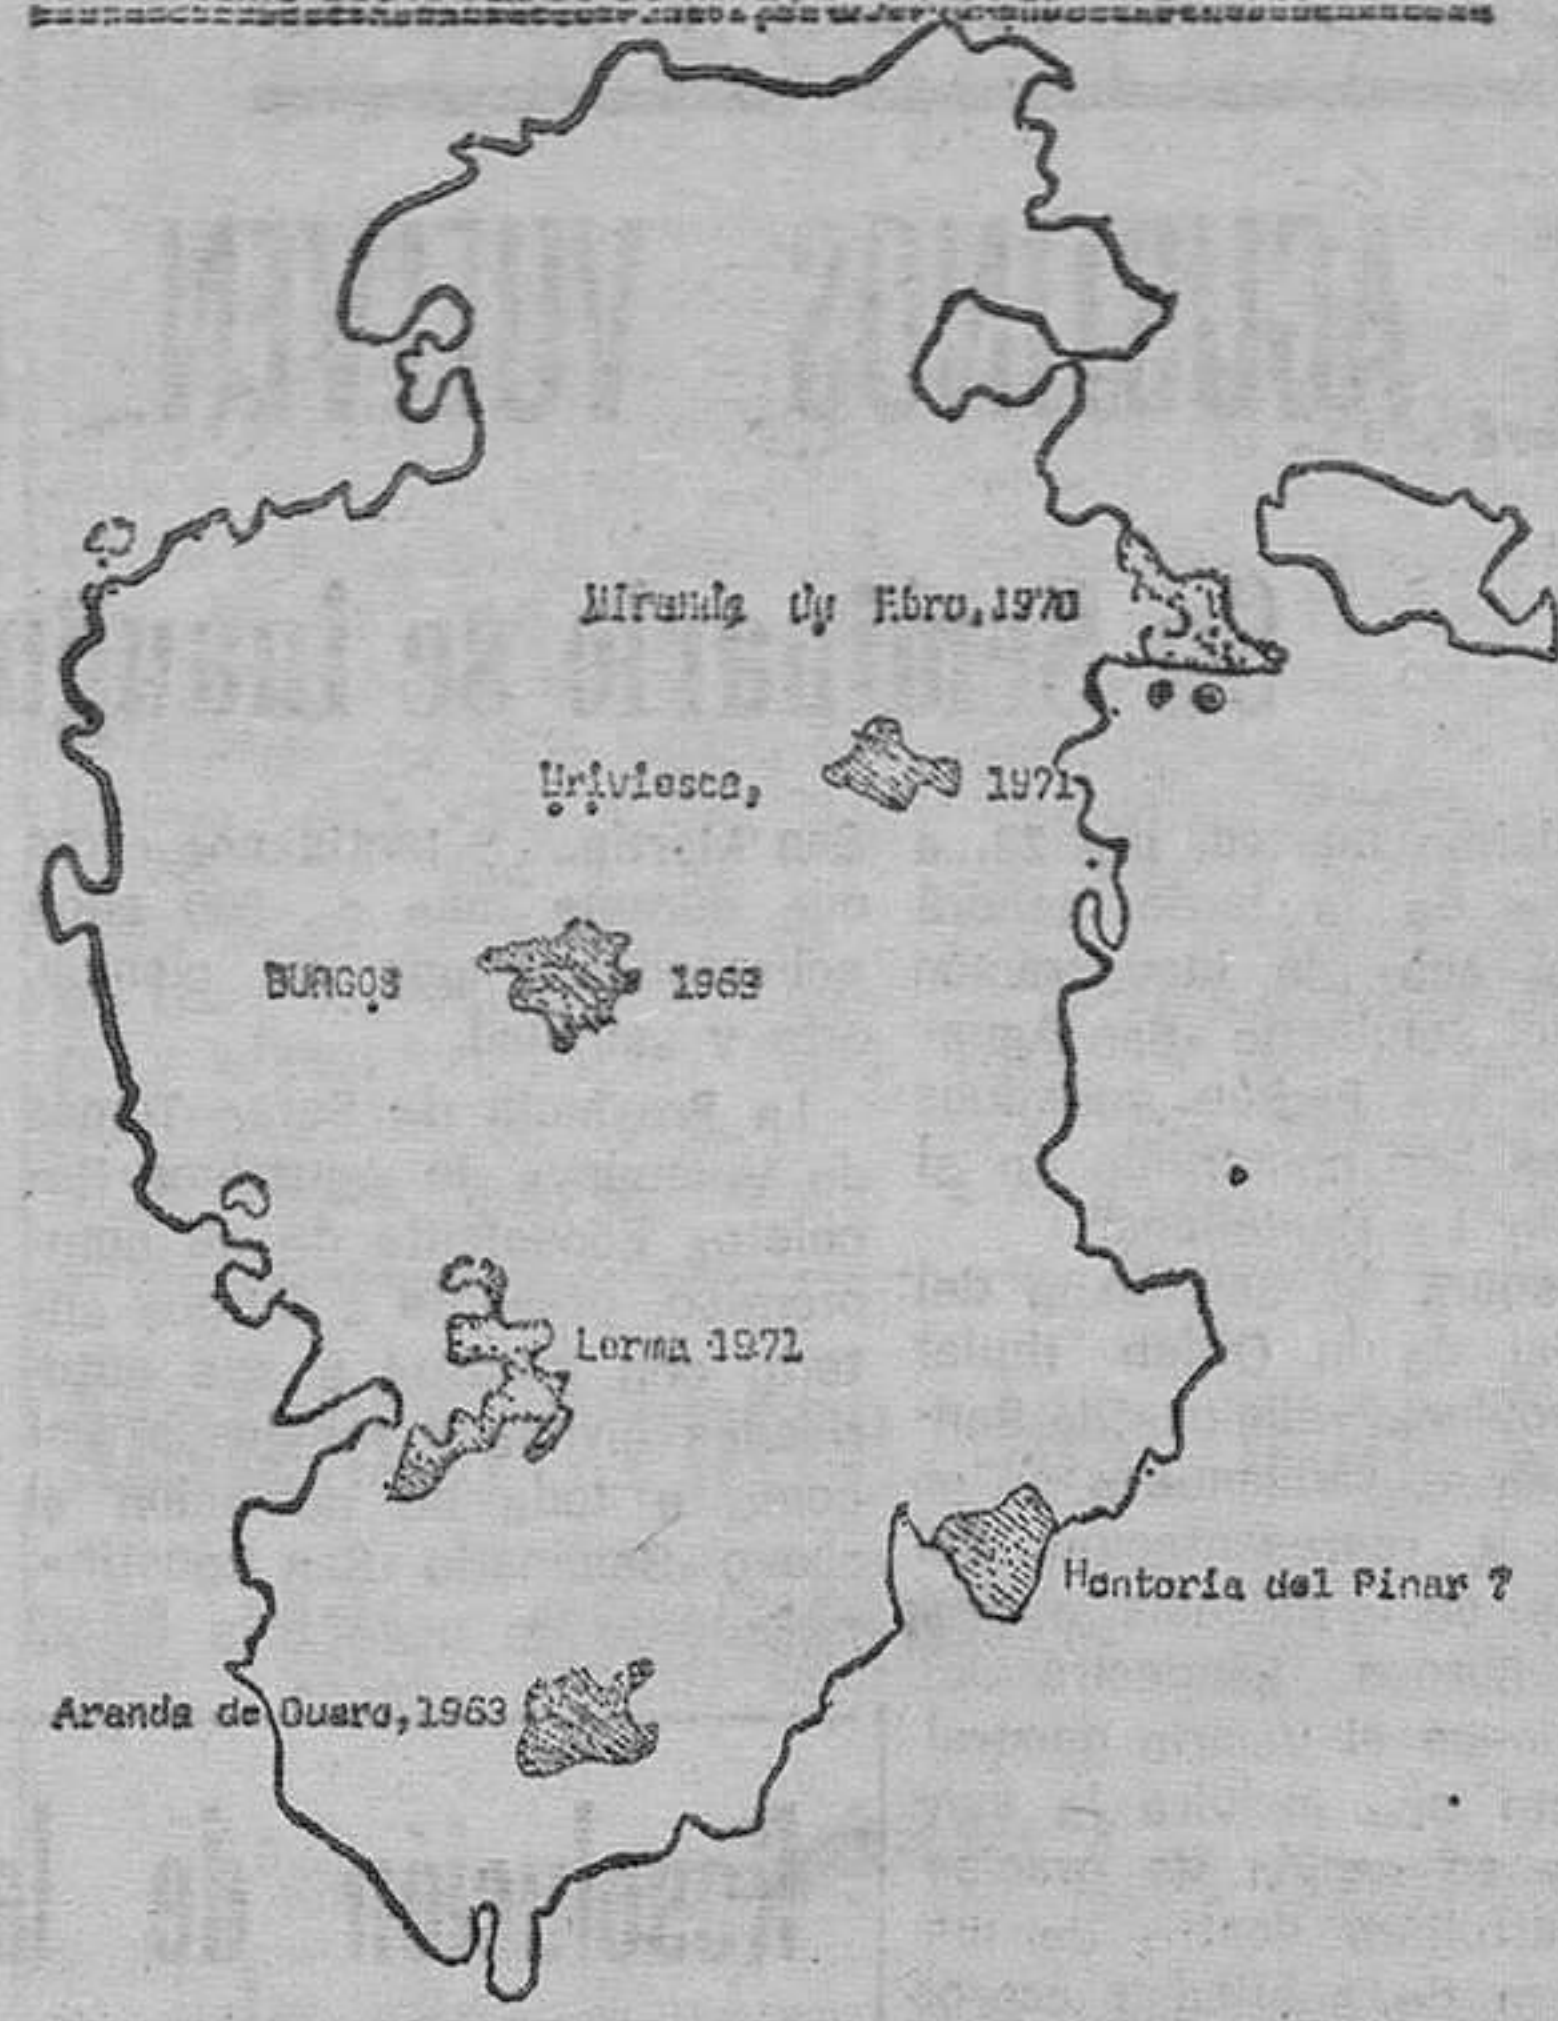 Miranda de Ebro, 1970
Briviesca, 1971
BURGOS 1963
Lerma 1971
Hontoria del Pinar ?
Aranda de Duero, 1963